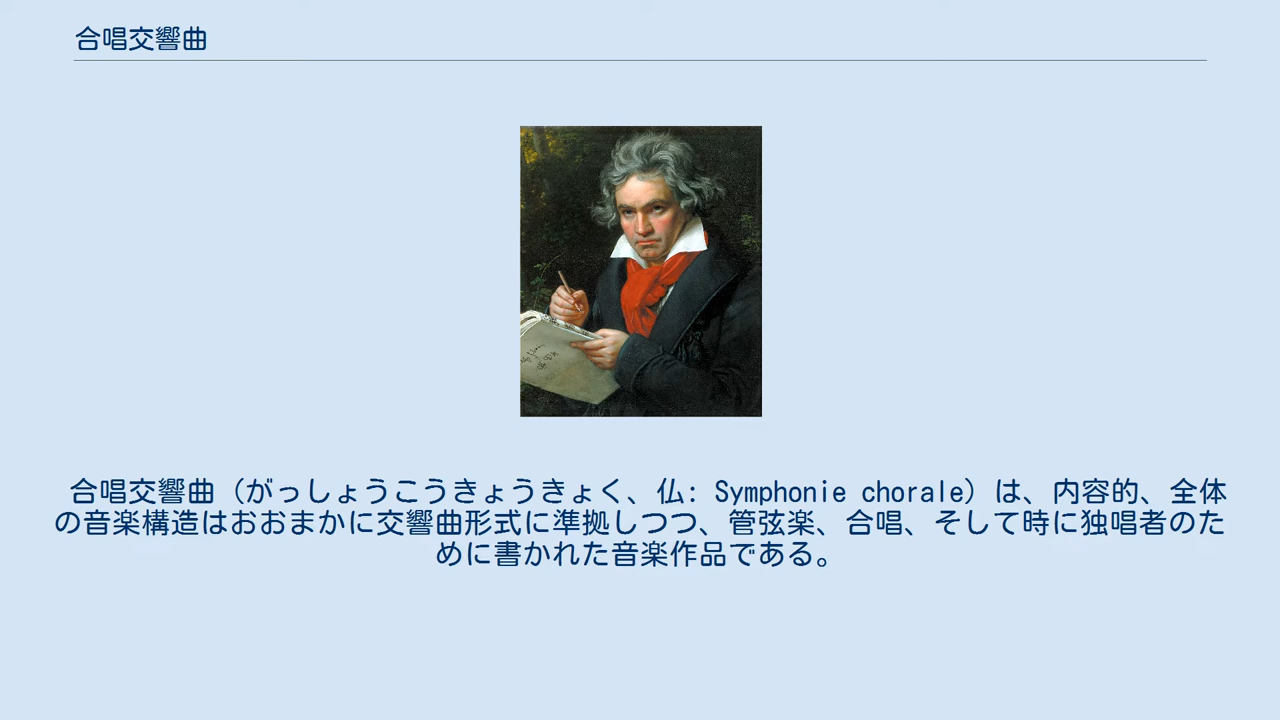 合唱交響曲
合唱交響曲（がっしょうこうきょうきょく、仏: Symphonie chorale）は、内容的、全体
の音楽構造はおおまかに交響曲形式に準拠しつつ、管弦楽、合唱、そして時に独唱者のた
めに書かれた音楽作品である。